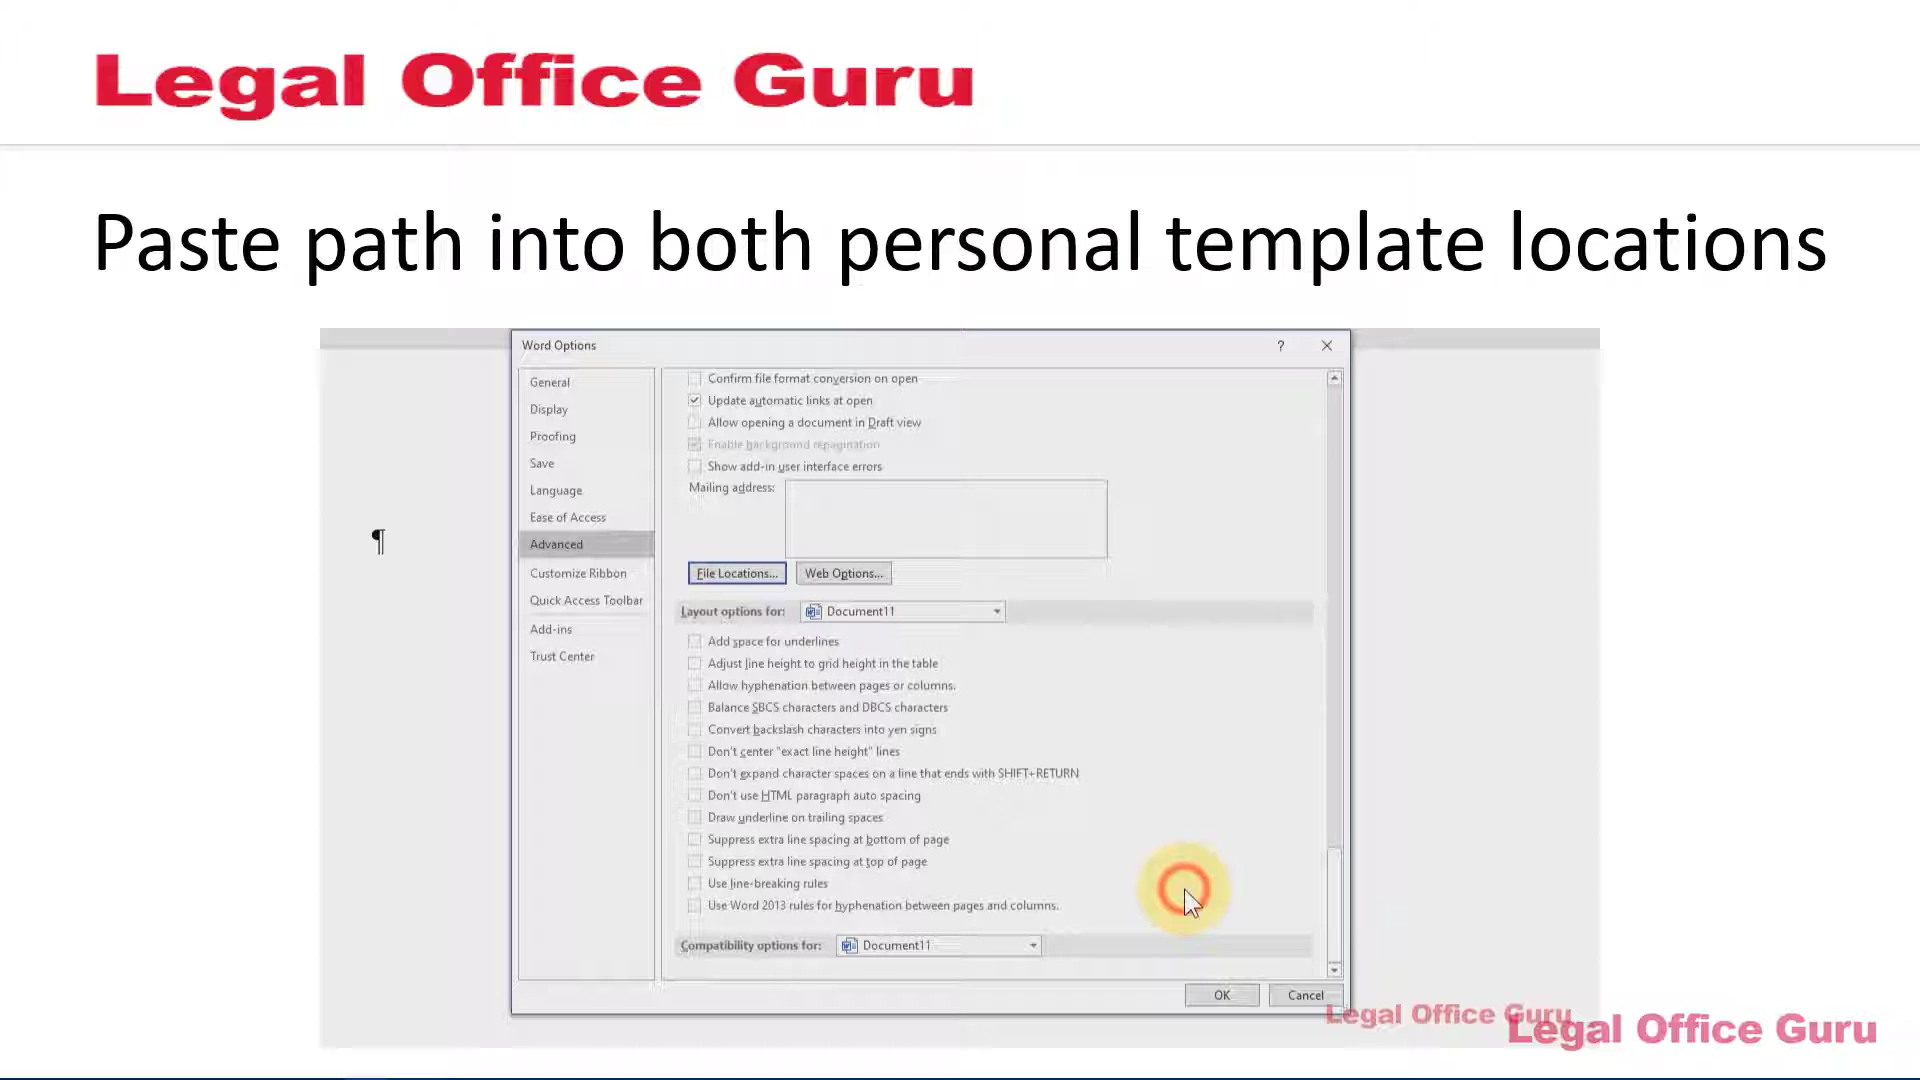 Legal Office Guru
Paste path into both personal template locations
Word Options
?
General
Display
Proofing
Save
Language
Ease of Access
Advanced
Customize Ribbon
Quick Access Toolbar
Add-ins
Trust Center
Confirm file format conversion on open
Update automatic links at open
Allow opening a document in Draft view
Enable background repagination
Show add-in user interface errors
Mailing address:
File Locations...
Web Options...
Layout options for:
Document11
Add space for underlines
Adjust line height to grid height in the table
Allow hyphenation between pages or columns.
Balance SBCS characters and DBCS characters
Convert backslash characters into yen signs
Don't center "exact line height" lines
Don't expand character spaces on a line that ends with SHIFT+RETURN
Don't use HTML paragraph auto spacing
Draw underline on trailing spaces
Suppress extra line spacing at bottom of page
Suppress extra line spacing at top of page
Use line-breaking rules
Use Word 2013 rules for hyphenation between pages and columns.
Compatibility options for:
Document11
OK
Cancel
¶
Legal Office Guru
Legal Office Guru